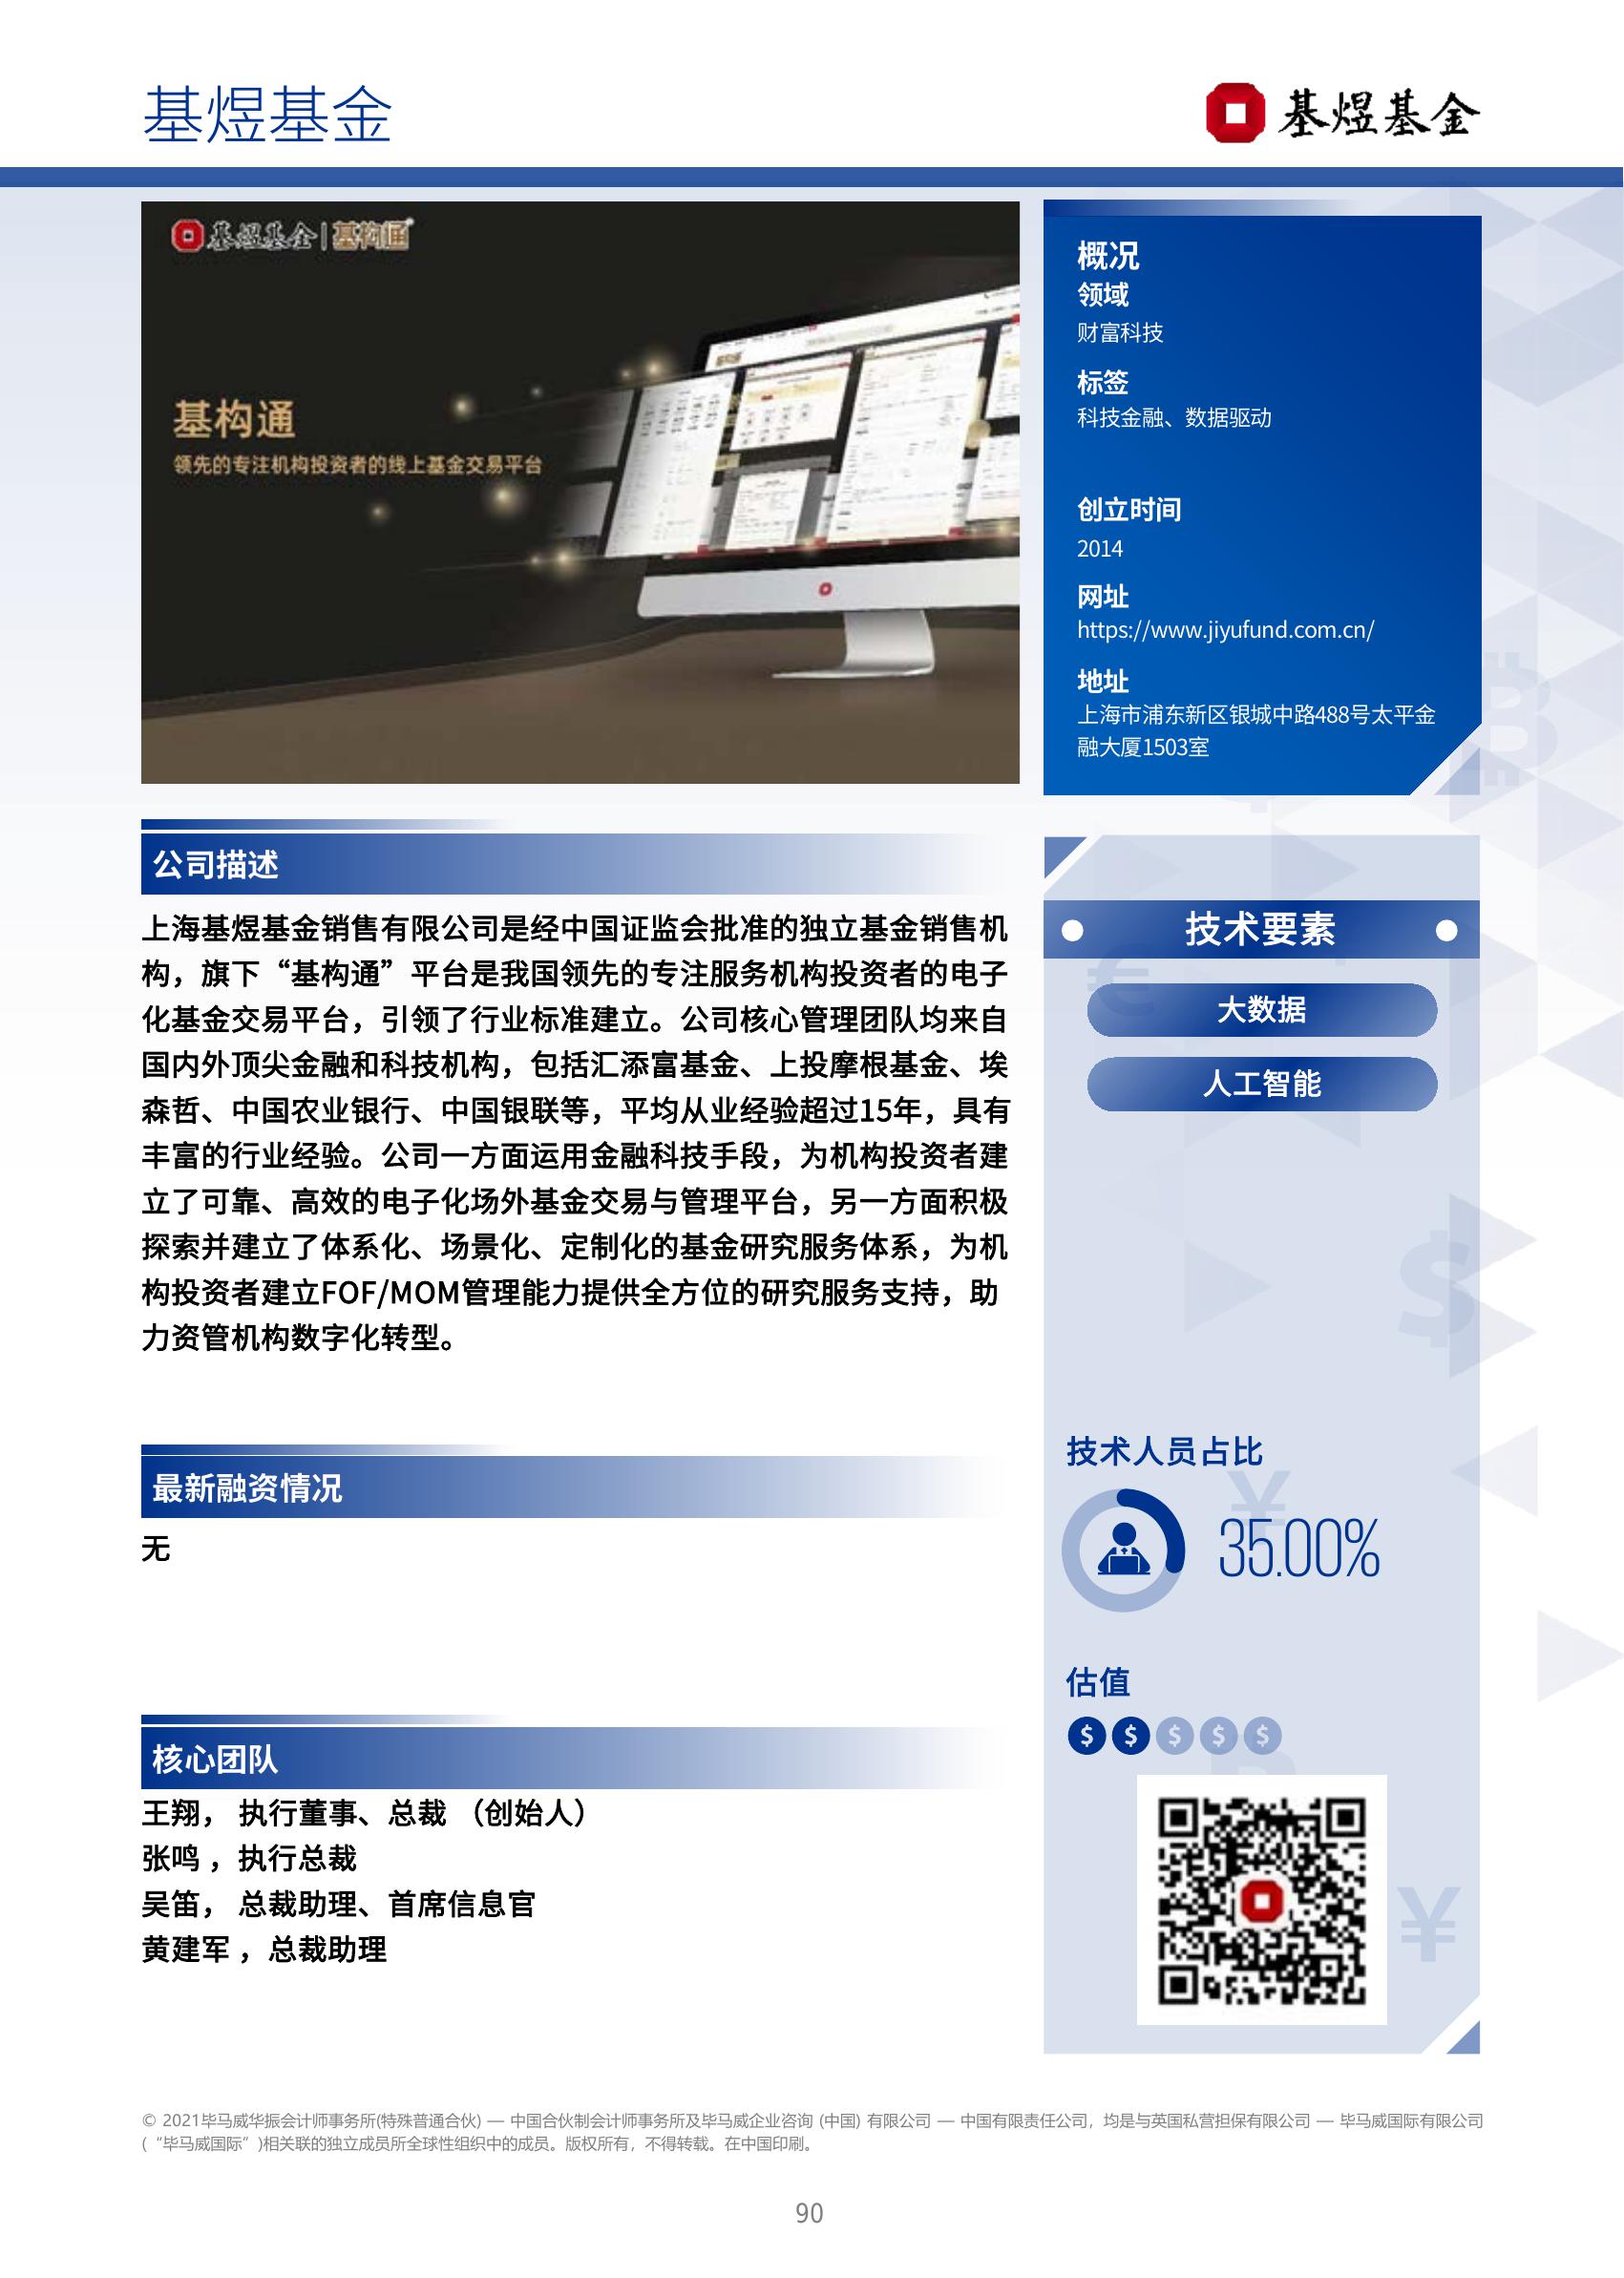 基煜基金
基煜基金
基煜基金|基构通
基构通
领先的专注机构投资者的线上基金交易平台
概况
领域
财富科技
标签
科技金融、数据驱动
创立时间
2014
网址
https://www.jiyufund.com.cn/
地址
上海市浦东新区银城中路488号太平金
融大厦1503室
公司描述
上海基煜基金销售有限公司是经中国证监会批准的独立基金销售机
构，旗下“基构通”平台是我国领先的专注服务机构投资者的电子
化基金交易平台，引领了行业标准建立。公司核心管理团队均来自
国内外顶尖金融和科技机构，包括汇添富基金、上投摩根基金、埃
森哲、中国农业银行、中国银联等，平均从业经验超过15年，具有
丰富的行业经验。公司一方面运用金融科技手段，为机构投资者建
立了可靠、高效的电子化场外基金交易与管理平台，另一方面积极
探索并建立了体系化、场景化、定制化的基金研究服务体系，为机
构投资者建立FOF/MOM管理能力提供全方位的研究服务支持，助
力资管机构数字化转型。
最新融资情况
无
核心团队
王翔， 执行董事、总裁 （创始人）
张鸣 ，执行总裁
吴笛， 总裁助理、首席信息官
黄建军 ，总裁助理
技术要素
大数据
人工智能
技术人员占比
35.00%
估值
$ $ $ $ $
© 2021毕马威华振会计师事务所(特殊普通合伙) — 中国合伙制会计师事务所及毕马威企业咨询 (中国) 有限公司 — 中国有限责任公司，均是与英国私营担保有限公司 — 毕马威国际有限公司
(“毕马威国际”)相关联的独立成员所全球性组织中的成员。版权所有，不得转载。在中国印刷。
90